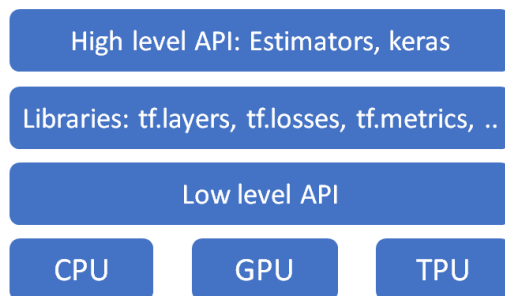 High level API: Estimators, keras
Libraries: tf.layers, tf.losses, tf.metrics, ..
Low level API
CPU GPU TPU